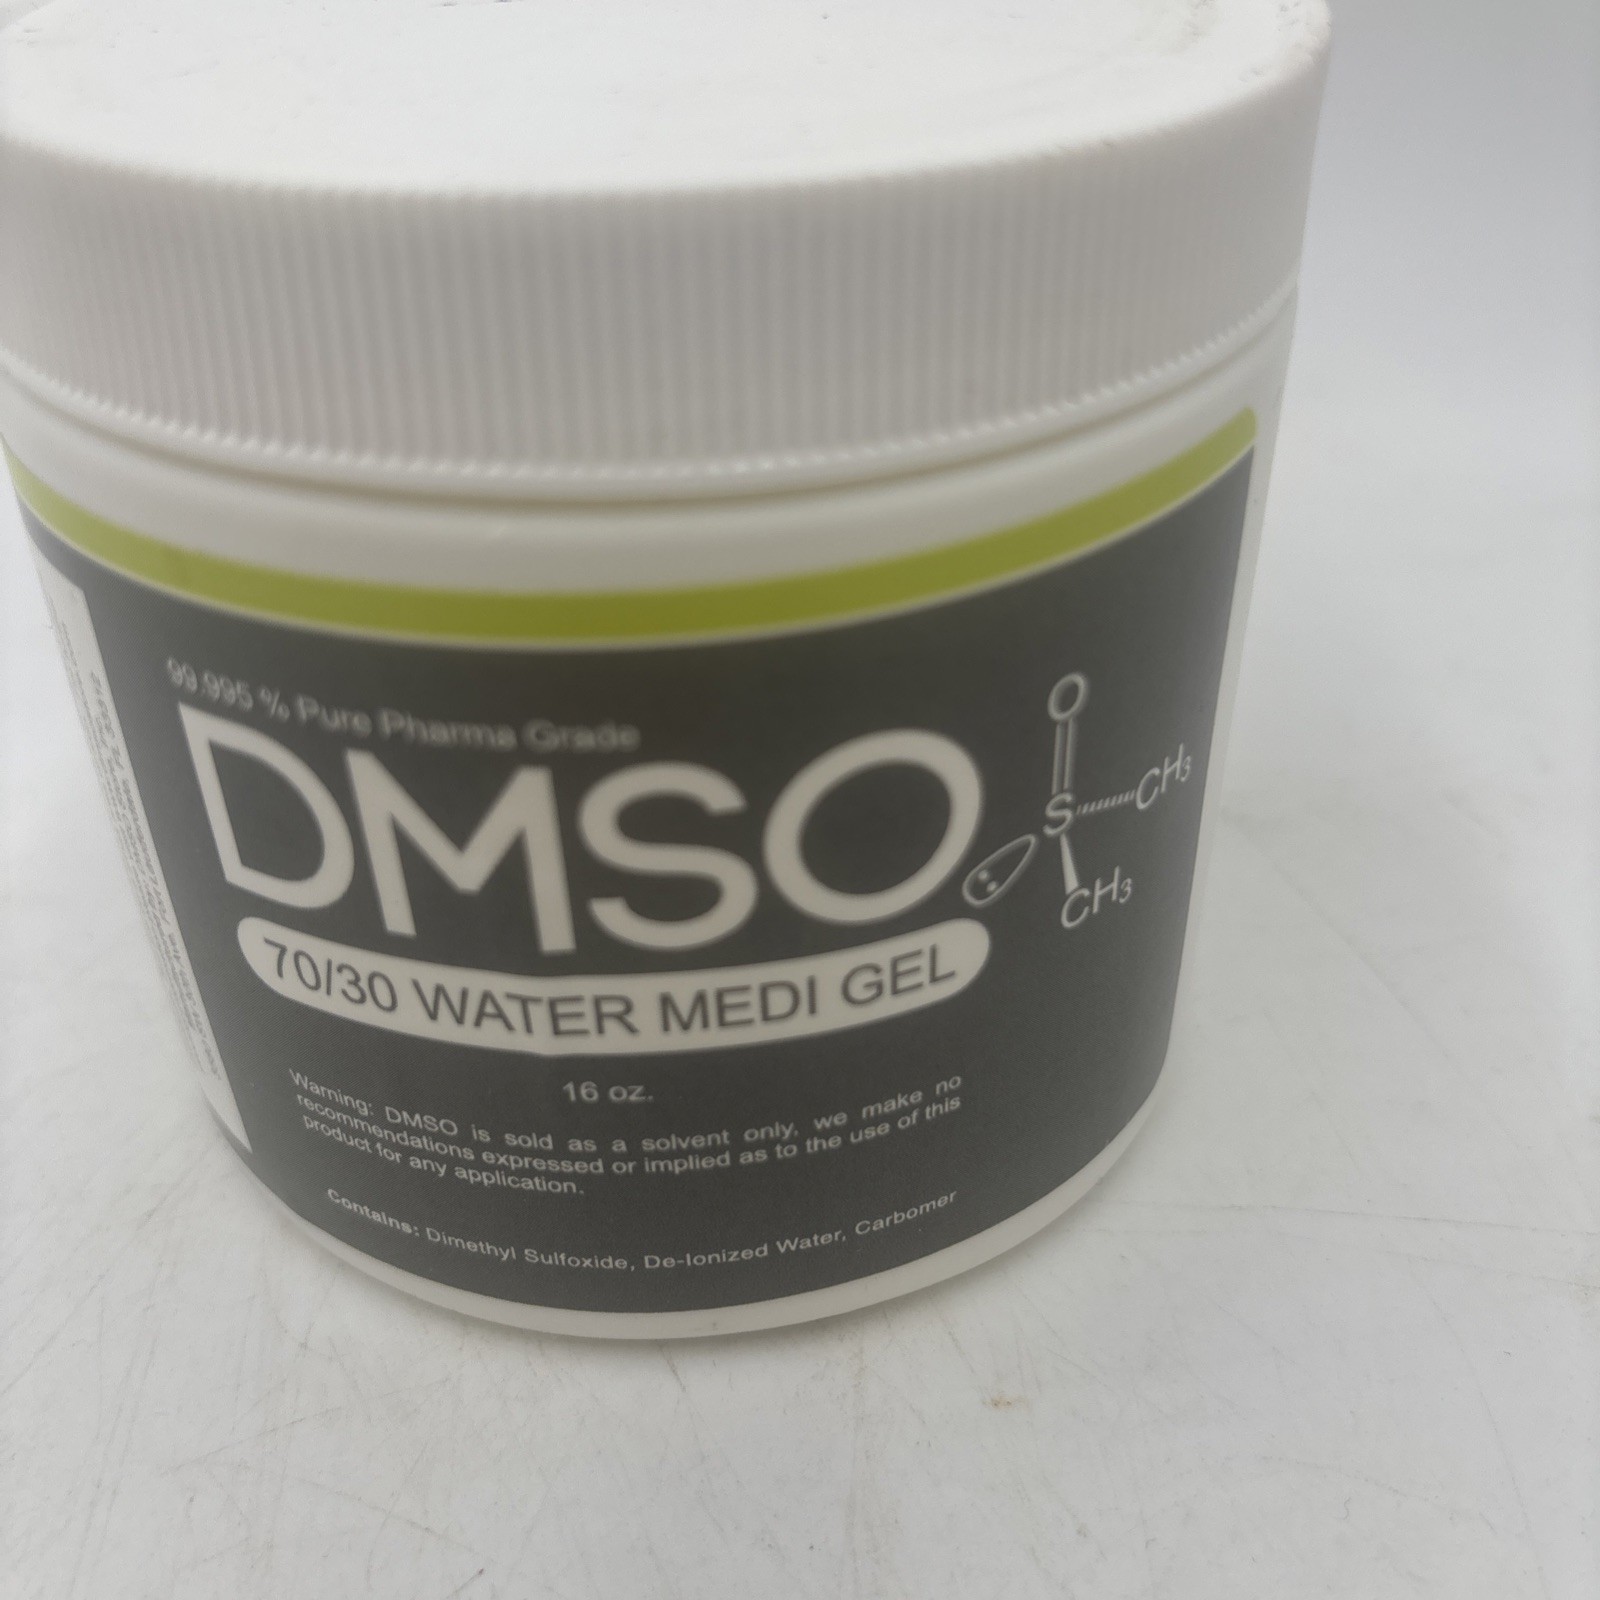 99.995 % Pure Pharma Grade
DMSO
O
S
CH3
CH3
70/30 WATER MEDI GEL
16 oz.
Warning: DMSO is sold as a solvent only, we make no
recommendations expressed or implied as to the use of this
product for any application.
Contains: Dimethyl Sulfoxide, De-Ionized Water, Carbomer